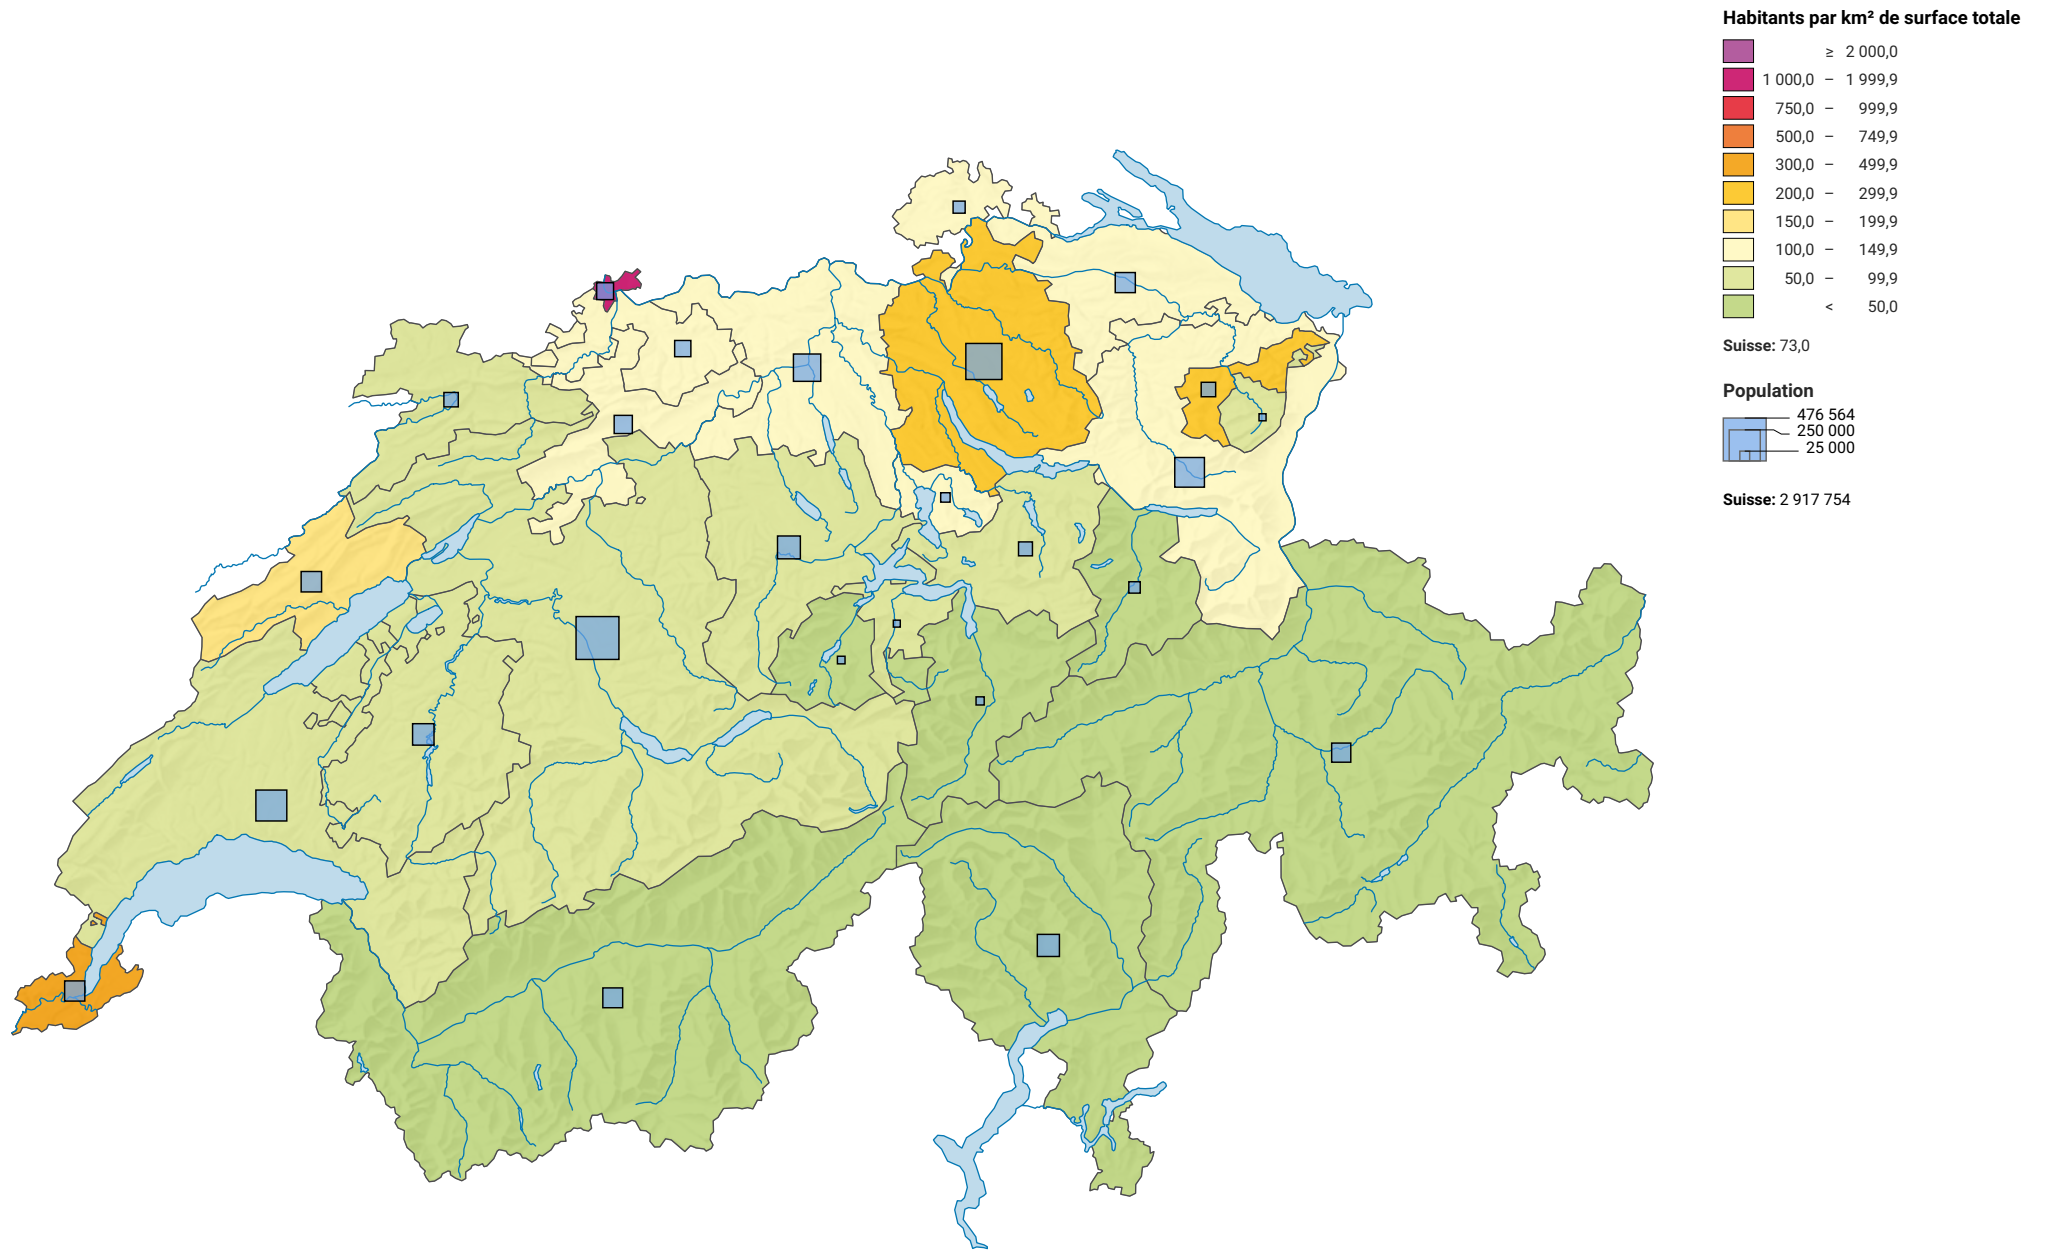 Habitants par km² de surface totale
≥ 2 000,0
1 000,0 – 1 999,9
750,0 – 999,9
500,0 – 749,9
300,0 – 499,9
200,0 – 299,9
150,0 – 199,9
100,0 – 149,9
50,0 – 99,9
< 50,0
Suisse: 73,0
Population
476 564
250 000
25 000
Suisse: 2 917 754